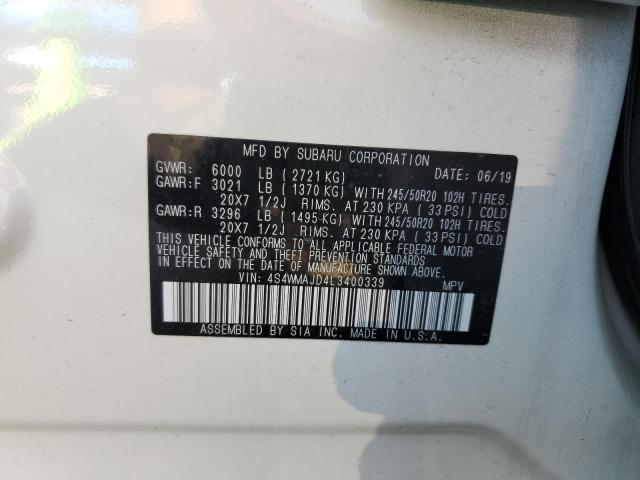 MFD BY SUBARU CORPORATION
GVWR: 6000 LB ( 2721 KG) DATE: 06/19
GAWR:F 3021 LB ( 1370 KG) WITH 245/50R20 102H TIRES.
20X7 1/2J RIMS. AT 230 KPA ( 33 PSI) COLD
GAWR:R 3296 LB ( 1495 KG) WITH 245/50R20 102H TIRES.
20X7 1/2J RIMS. AT 230 KPA ( 33 PSI) COLD
THIS VEHICLE CONFORMS TO ALL APPLICABLE FEDERAL MOTOR
VEHICLE SAFETY AND THEFT PREVENTION STANDARDS
IN EFFECT ON THE DATE OF MANUFACTURE SHOWN ABOVE.
VIN: 4S4WMAJD4L3400339 MPV
ASSEMBLED BY SIA INC. MADE IN U.S.A.